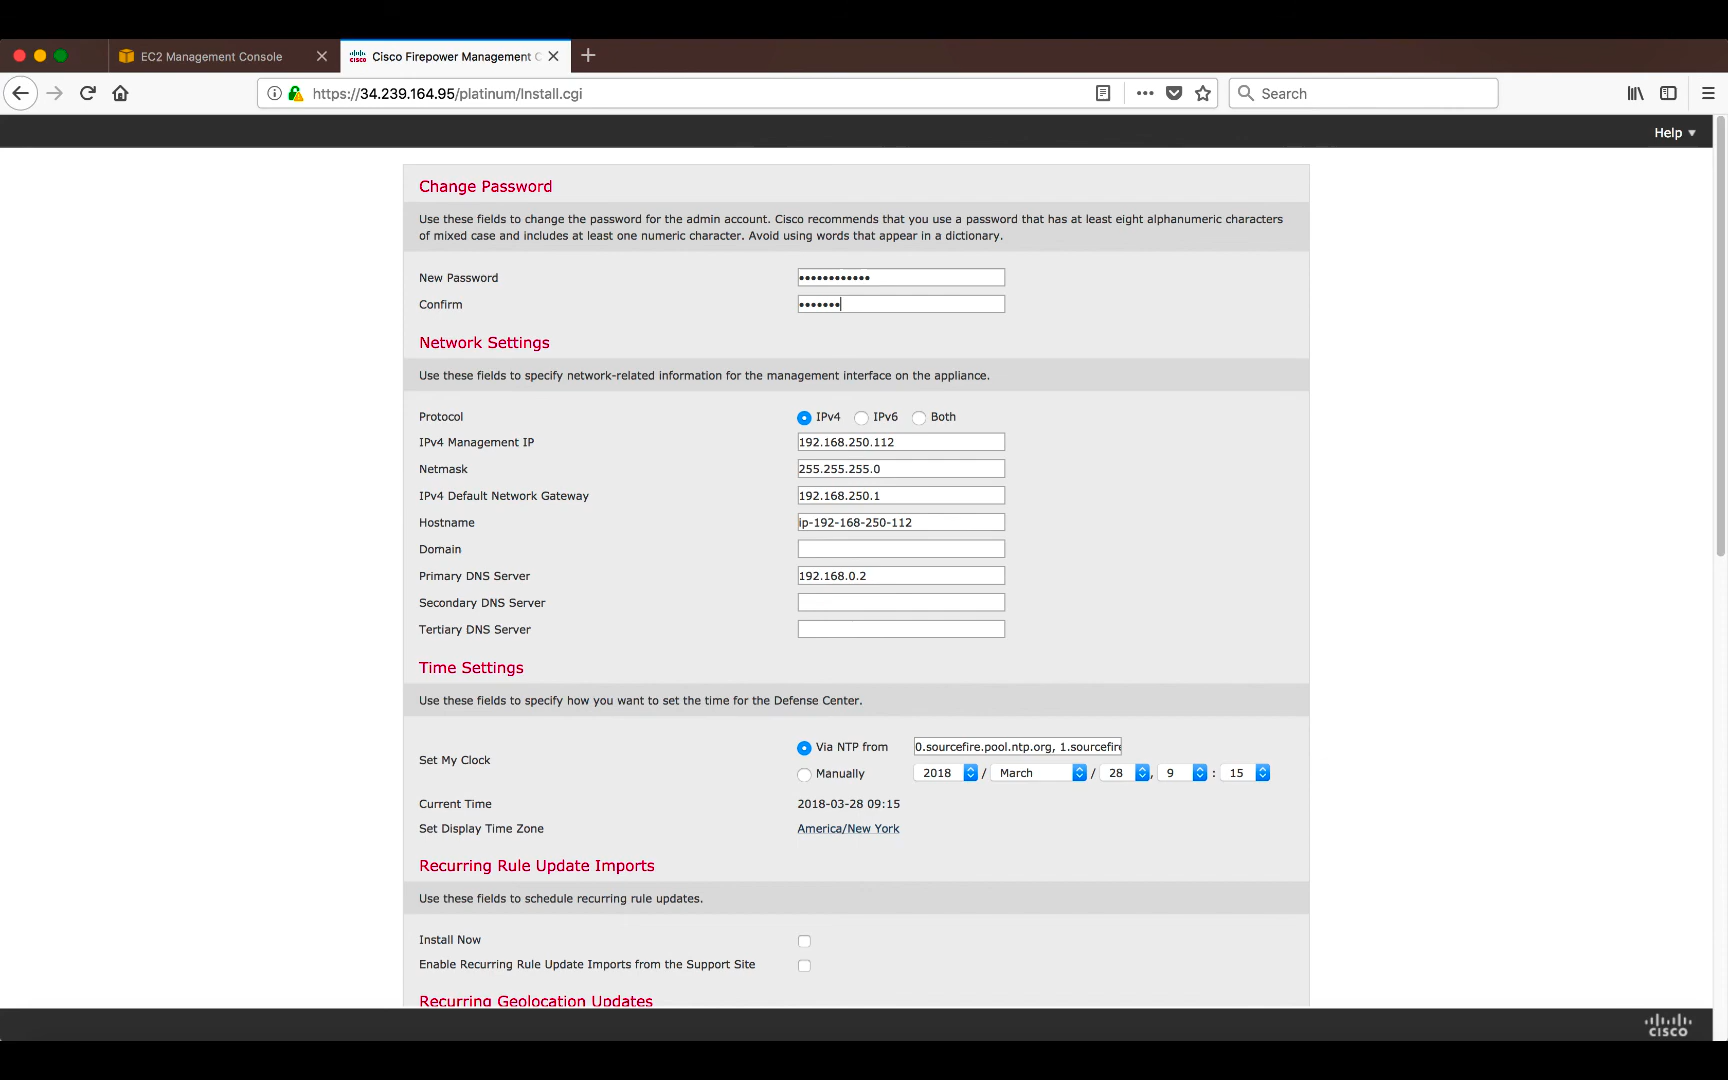 EC2 Management Console
Cisco Firepower Management C
https://34.239.164.95/platinum/Install.cgi
Search
Help
Change Password
Use these fields to change the password for the admin account. Cisco recommends that you use a password that has at least eight alphanumeric characters
of mixed case and includes at least one numeric character. Avoid using words that appear in a dictionary.
New Password ••••••••••••
Confirm •••••••
Network Settings
Use these fields to specify network-related information for the management interface on the appliance.
Protocol IPv4 IPv6 Both
IPv4 Management IP 192.168.250.112
Netmask 255.255.255.0
IPv4 Default Network Gateway 192.168.250.1
Hostname ip-192-168-250-112
Domain
Primary DNS Server 192.168.0.2
Secondary DNS Server
Tertiary DNS Server
Time Settings
Use these fields to specify how you want to set the time for the Defense Center.
Set My Clock
Via NTP from 0.sourcefire.pool.ntp.org, 1.sourcefire
Manually 2018 / March / 28 , 9 : 15
Current Time 2018-03-28 09:15
Set Display Time Zone America/New York
Recurring Rule Update Imports
Use these fields to schedule recurring rule updates.
Install Now
Enable Recurring Rule Update Imports from the Support Site
Recurring Geolocation Updates
CISCO